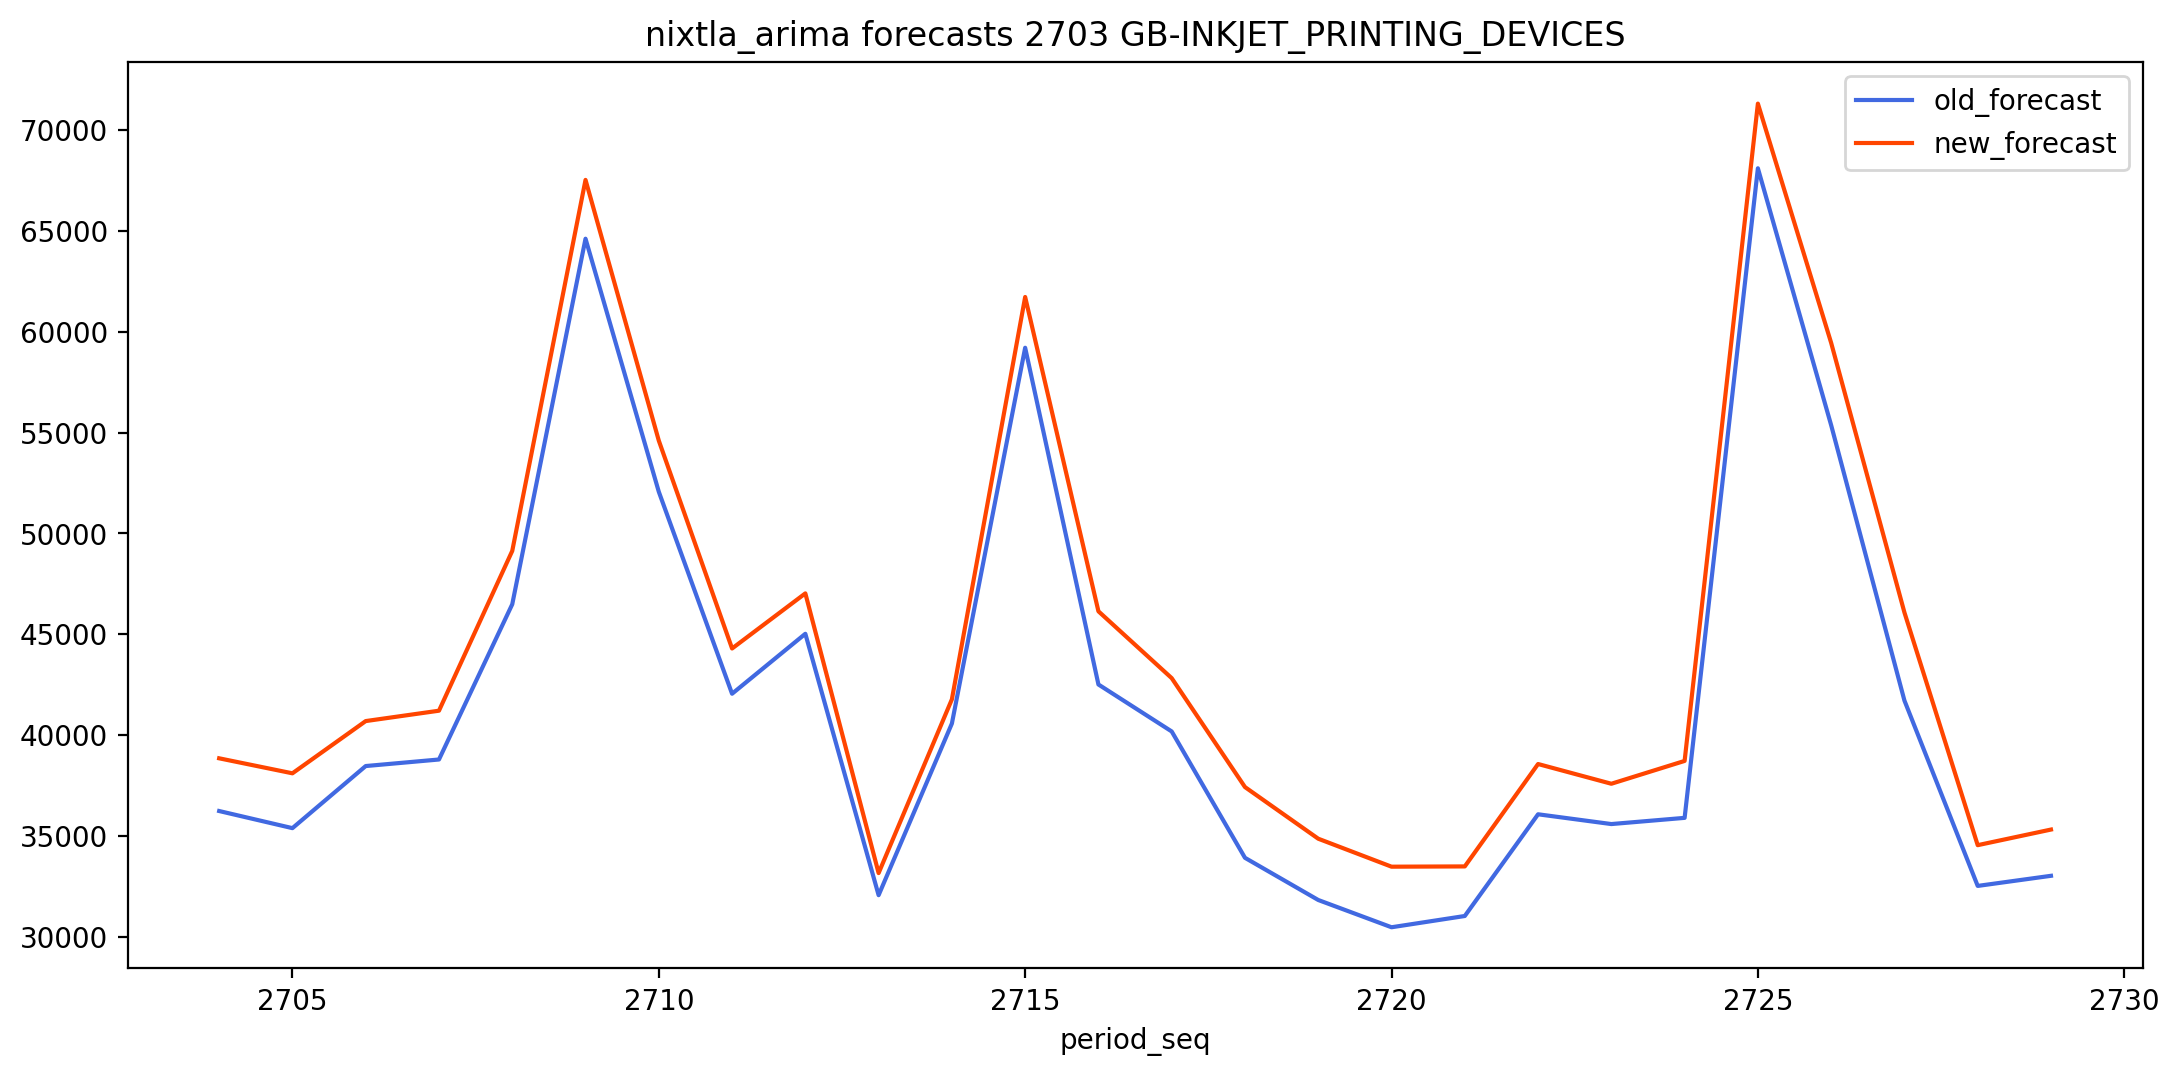 nixtla_arima forecasts 2703 GB-INKJET_PRINTING_DEVICES
old_forecast
new_forecast
70000
65000
60000
55000
50000
45000
40000
35000
30000
2705 2710 2715 2720 2725 2730
period_seq